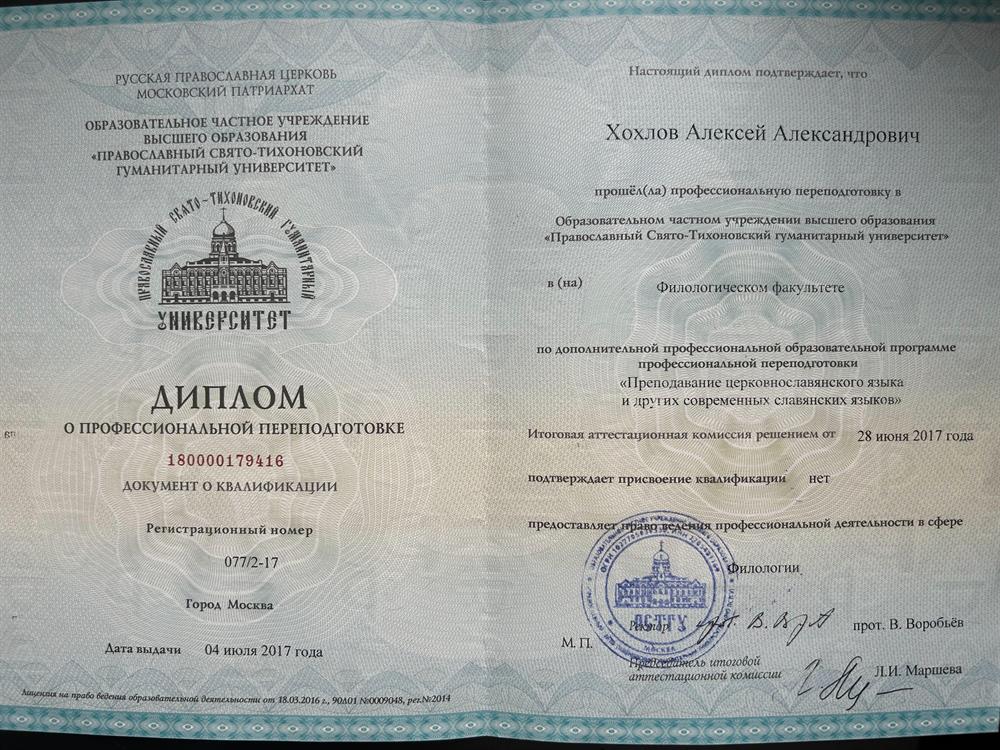 РУССКАЯ ПРАВОСЛАВНАЯ ЦЕРКОВЬ
МОСКОВСКИЙ ПАТРИАРХАТ
ОБРАЗОВАТЕЛЬНОЕ ЧАСТНОЕ УЧРЕЖДЕНИЕ
ВЫСШЕГО ОБРАЗОВАНИЯ
«ПРАВОСЛАВНЫЙ СВЯТО-ТИХОНОВСКИЙ
ГУМАНИТАРНЫЙ УНИВЕРСИТЕТ»
ПРАВОСЛАВНЫЙ СВЯТО-ТИХОНОВСКИЙ ГУМАНИТАРНЫЙ
УНИВЕРСИТЕТ
ДИПЛОМ
О ПРОФЕССИОНАЛЬНОЙ ПЕРЕПОДГОТОВКЕ
180000179416
ДОКУМЕНТ О КВАЛИФИКАЦИИ
Регистрационный номер
077/2-17
Город Москва
Дата выдачи 04 июля 2017 года
Лицензия на право ведения образовательной деятельности от 18.03.2016 г., 90Л01 №0009048, рег.№2014
Настоящий диплом подтверждает, что
Хохлов Алексей Александрович
прошёл(ла) профессиональную переподготовку в
Образовательном частном учреждении высшего образования
«Православный Свято-Тихоновский гуманитарный университет»
в (на) Филологическом факультете
по дополнительной профессиональной образовательной программе
профессиональной переподготовки
«Преподавание церковнославянского языка
и других современных славянских языков»
Итоговая аттестационная комиссия решением от 28 июня 2017 года
подтверждает присвоение квалификации нет
предоставляет право ведения профессиональной деятельности в сфере
Филологии
ПСТГУ
МОСКВА
М. П.
Ректор прот. В. Воробьёв
Председатель итоговой
аттестационной комиссии Л.И. Маршева